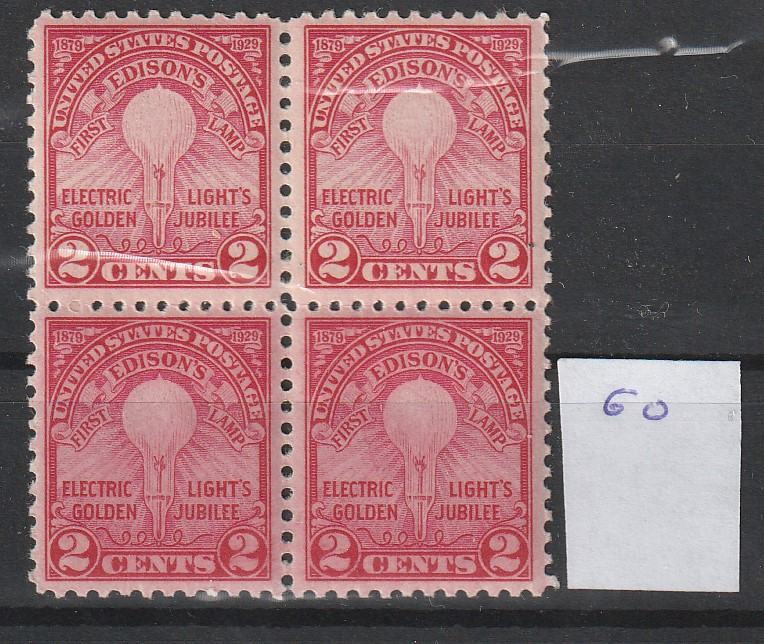 1879 1929
UNITED STATES POSTAGE
EDISON'S
FIRST LAMP
ELECTRIC LIGHT'S
GOLDEN JUBILEE
2 CENTS 2
1879 1929
UNITED STATES POSTAGE
EDISON'S
FIRST LAMP
ELECTRIC LIGHT'S
GOLDEN JUBILEE
2 CENTS 2
1879 1929
UNITED STATES POSTAGE
EDISON'S
FIRST LAMP
ELECTRIC LIGHT'S
GOLDEN JUBILEE
2 CENTS 2
1879 1929
UNITED STATES POSTAGE
EDISON'S
FIRST LAMP
ELECTRIC LIGHT'S
GOLDEN JUBILEE
2 CENTS 2
60